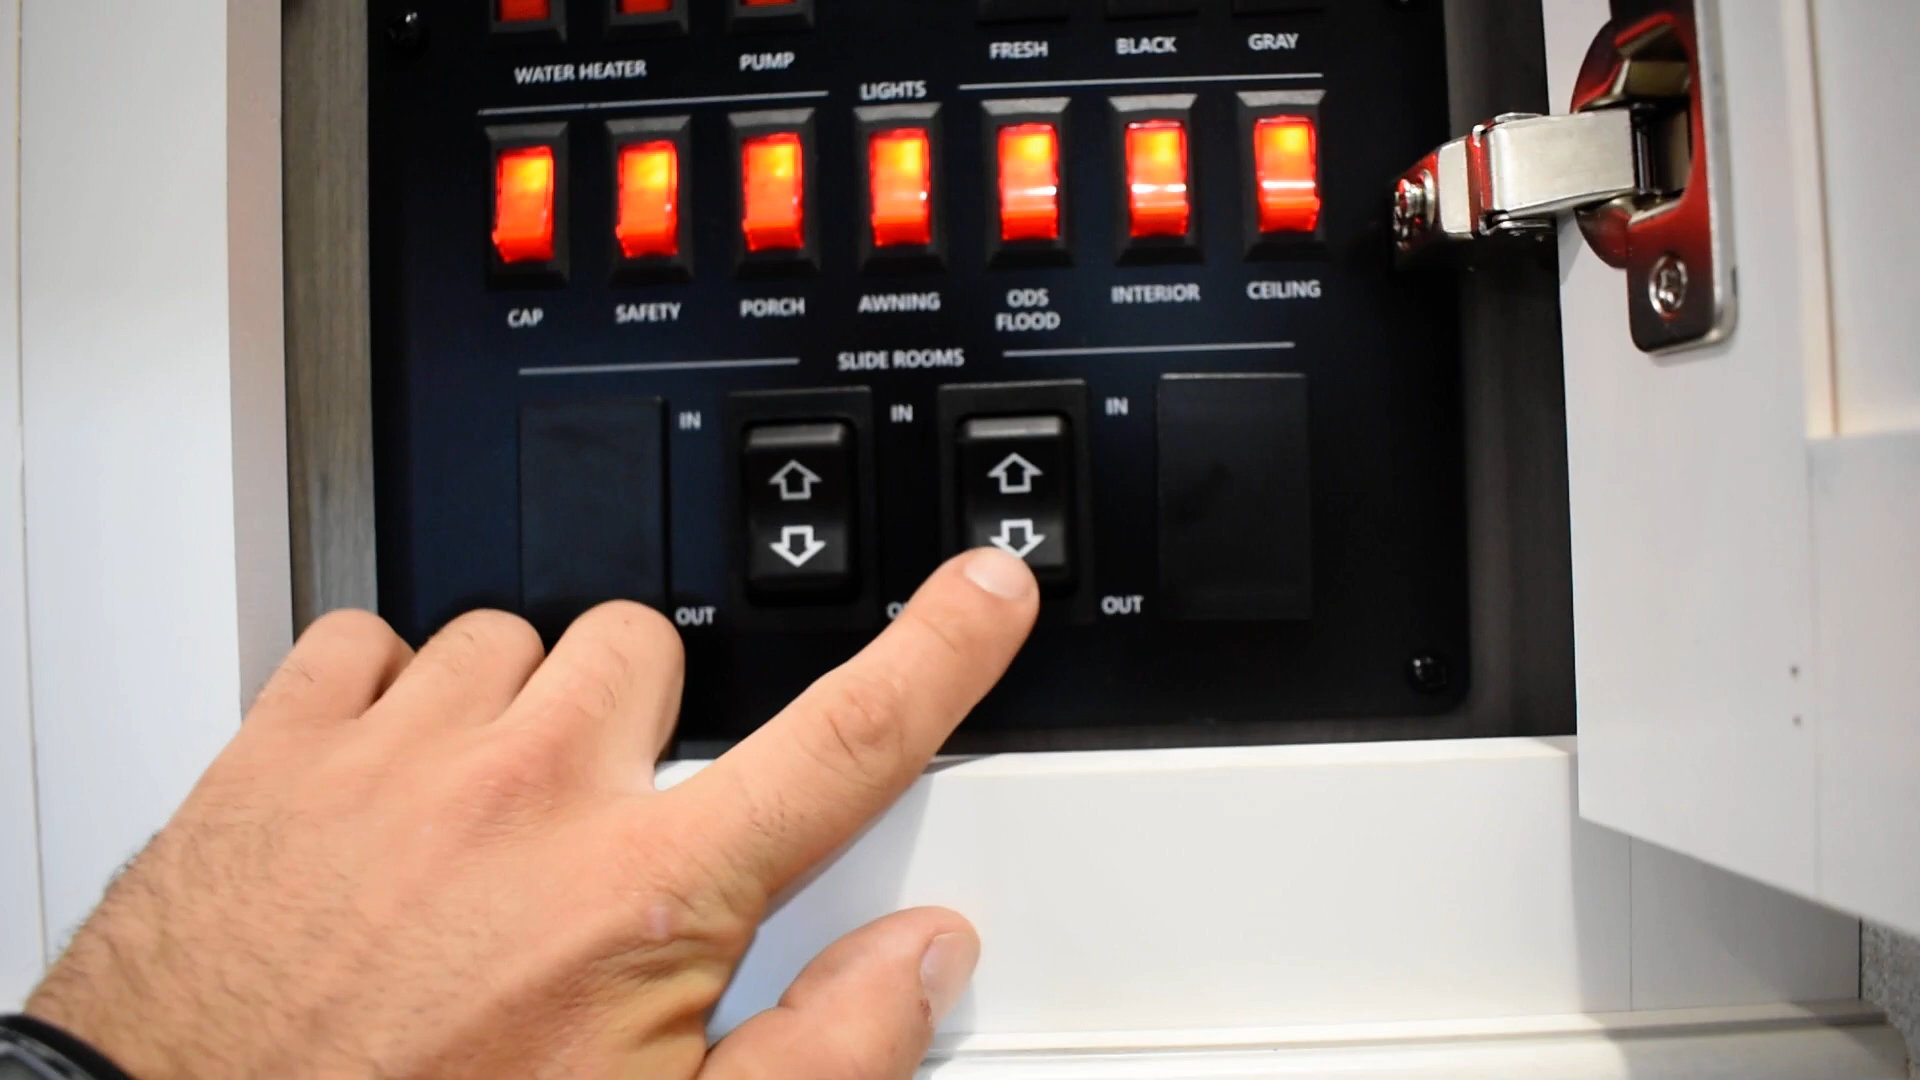 WATER HEATER
PUMP
FRESH
BLACK
GRAY
LIGHTS
CAP
SAFETY
PORCH
AWNING
ODS
FLOOD
INTERIOR
CEILING
SLIDE ROOMS
IN
IN
IN
OUT
OUT